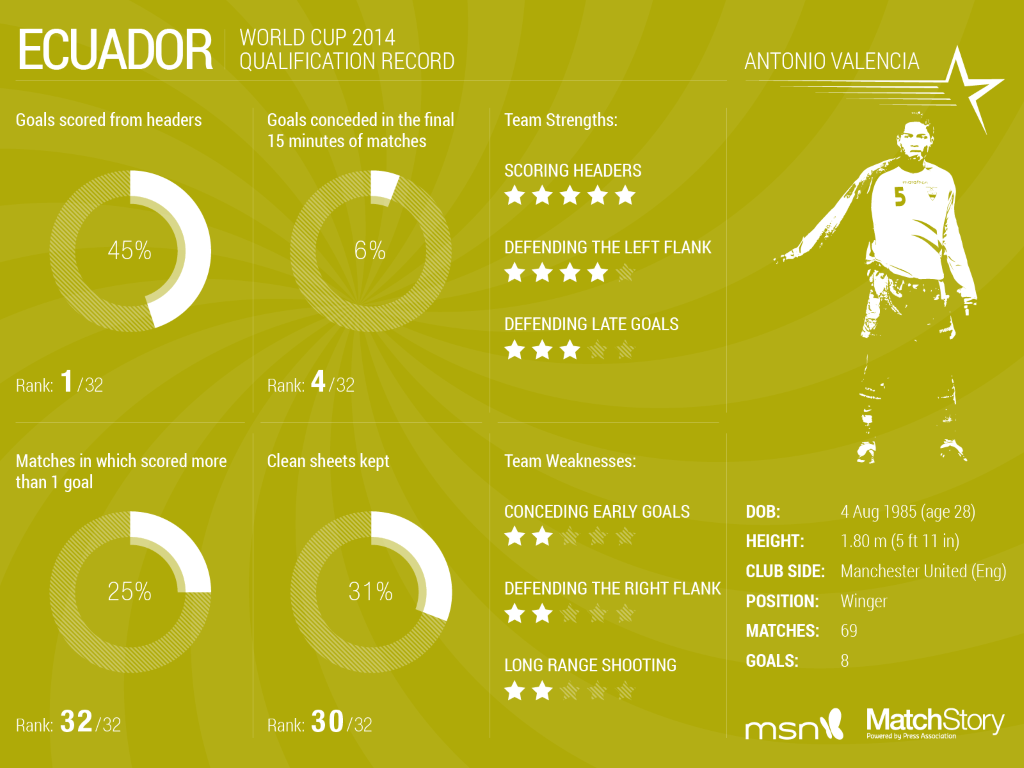 ECUADOR
WORLD CUP 2014
QUALIFICATION RECORD
ANTONIO VALENCIA
Goals scored from headers
45%
Rank: 1/32
Goals conceded in the final
15 minutes of matches
6%
Rank: 4/32
Team Strengths:
SCORING HEADERS
DEFENDING THE LEFT FLANK
DEFENDING LATE GOALS
Matches in which scored more
than 1 goal
25%
Rank: 32/32
Clean sheets kept
31%
Rank: 30/32
Team Weaknesses:
CONCEDING EARLY GOALS
DEFENDING THE RIGHT FLANK
LONG RANGE SHOOTING
marathon
5
DOB: 4 Aug 1985 (age 28)
HEIGHT: 1.80 m (5 ft 11 in)
CLUB SIDE: Manchester United (Eng)
POSITION: Winger
MATCHES: 69
GOALS: 8
msn
MatchStory
Powered by Press Association